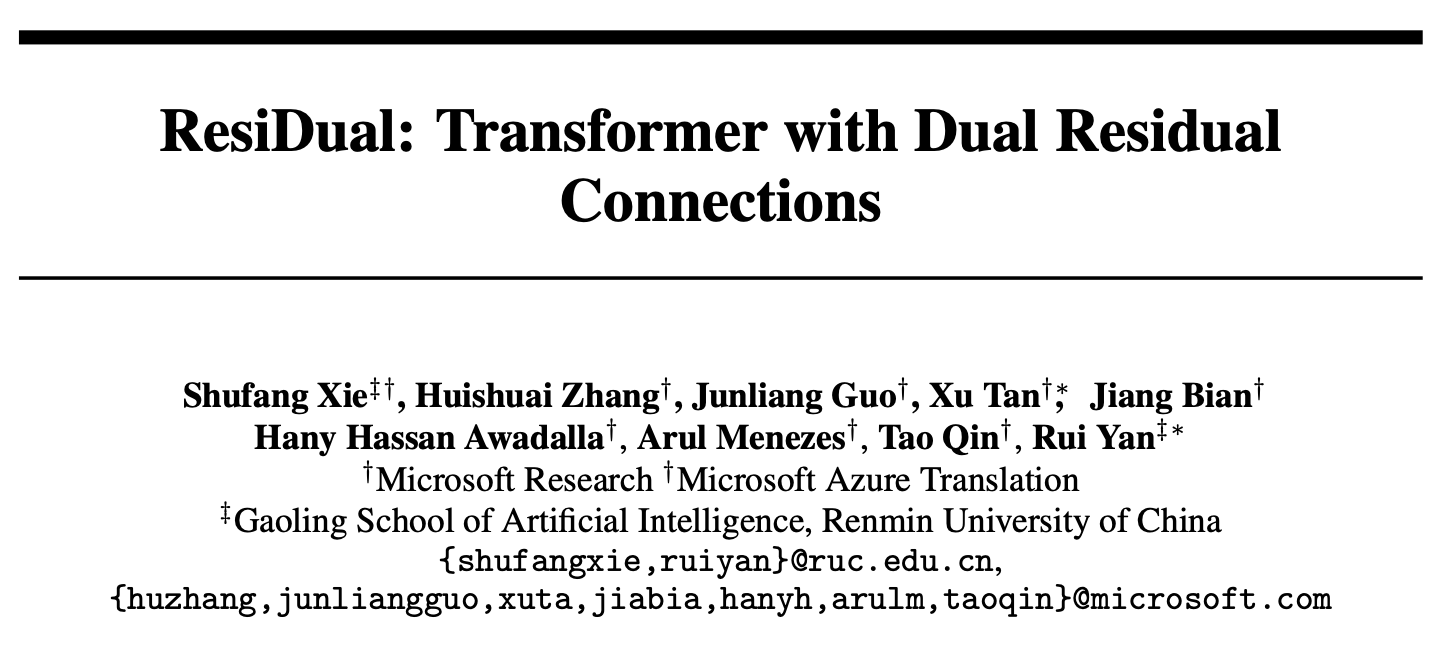 ResiDual: Transformer with Dual Residual
Connections
Shufang Xie‡†, Huishuai Zhang†, Junliang Guo†, Xu Tan†,* Jiang Bian†
Hany Hassan Awadalla†, Arul Menezes†, Tao Qin†, Rui Yan‡*
†Microsoft Research †Microsoft Azure Translation
‡Gaoling School of Artificial Intelligence, Renmin University of China
{shufangxie,ruiyan}@ruc.edu.cn,
{huzhang,junliangguo,xuta,jiabia,hanyh,arulm,taoqin}@microsoft.com